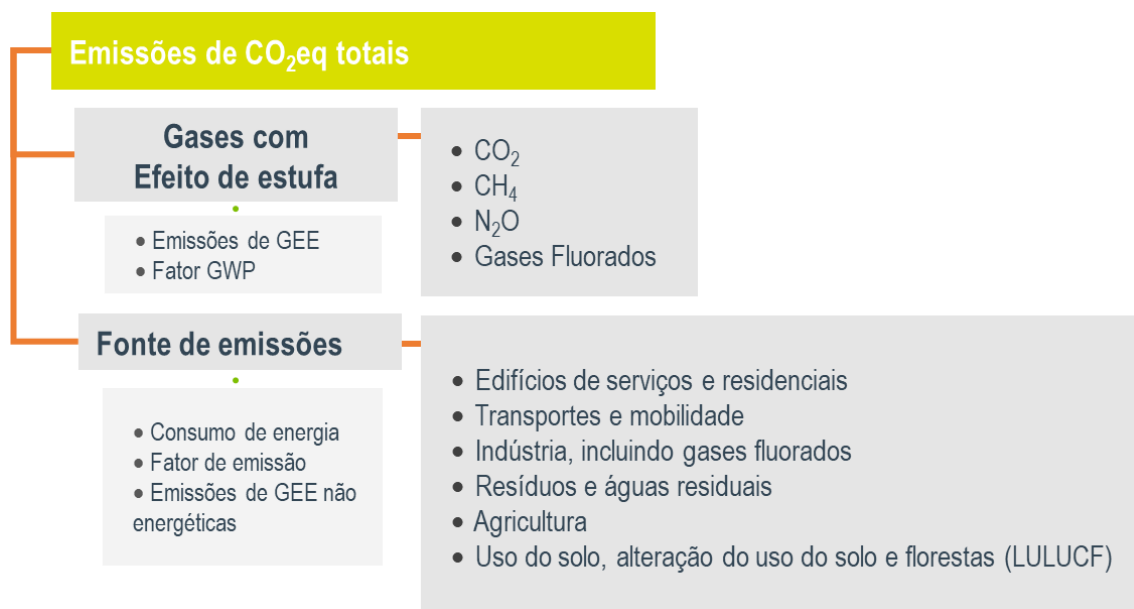 Emissões de CO₂eq totais
Gases com
Efeito de estufa
• CO₂
• CH₄
• N₂O
• Gases Fluorados
• Emissões de GEE
• Fator GWP
Fonte de emissões
• Consumo de energia
• Fator de emissão
• Emissões de GEE não
energéticas
• Edifícios de serviços e residenciais
• Transportes e mobilidade
• Indústria, incluindo gases fluorados
• Resíduos e águas residuais
• Agricultura
• Uso do solo, alteração do uso do solo e florestas (LULUCF)